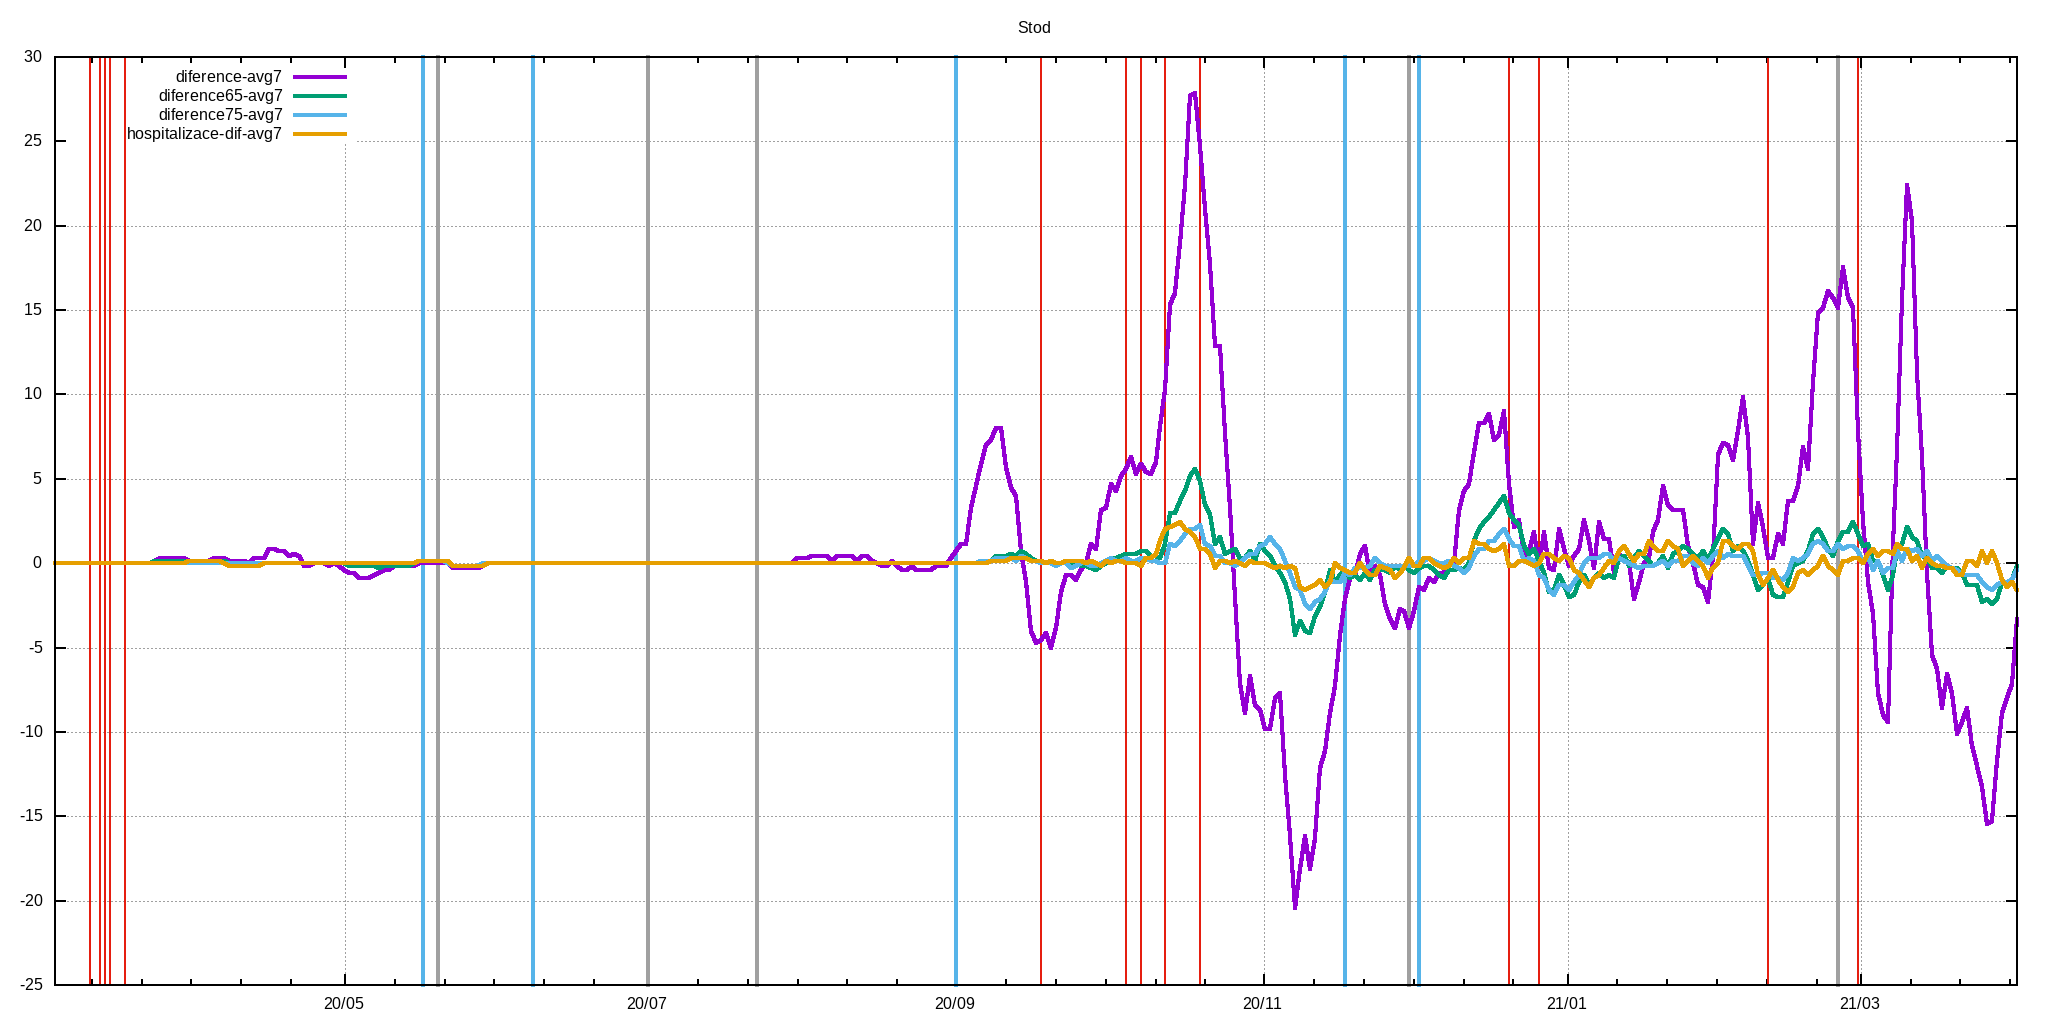 Stod
diference-avg7
diference65-avg7
diference75-avg7
hospitalizace-dif-avg7
30
25
20
15
10
5
0
-5
-10
-15
-20
-25
20/05 20/07 20/09 20/11 21/01 21/03